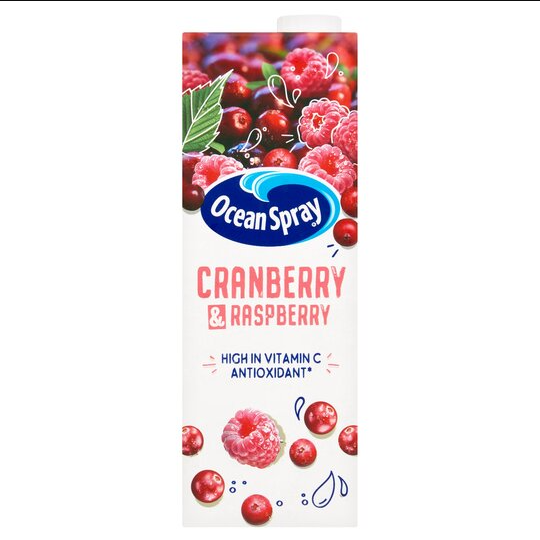 Ocean Spray®
CRANBERRY
& RASPBERRY
HIGH IN VITAMIN C
ANTIOXIDANT*